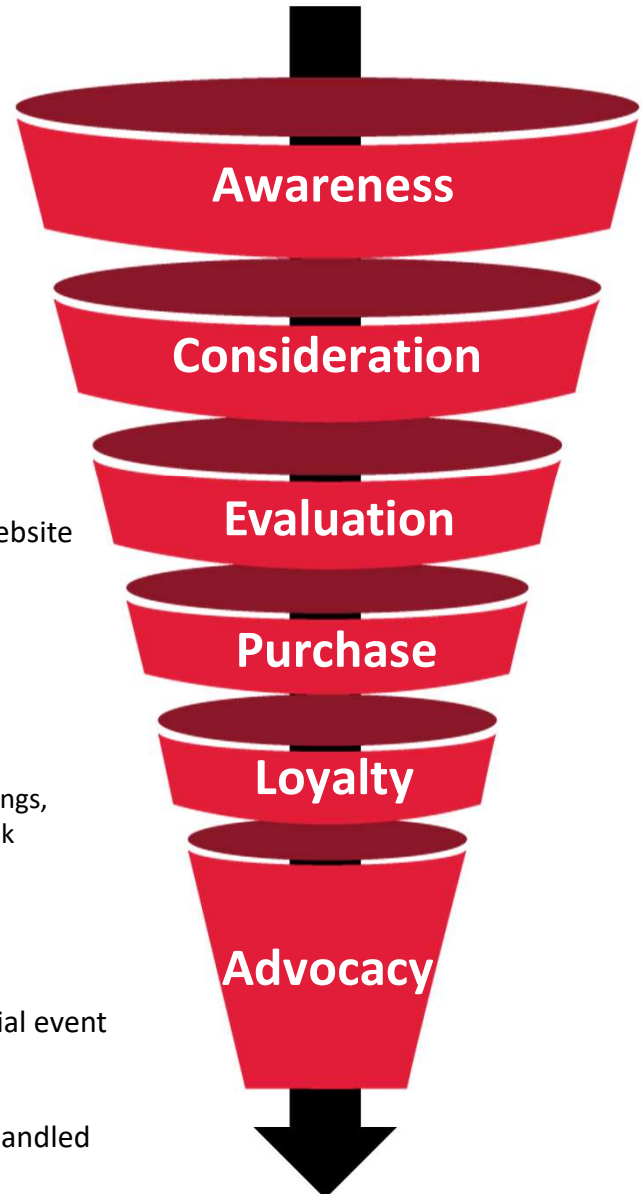 Awareness
Consideration
Evaluation
ebsite
Purchase
Loyalty
ngs,
k
Advocacy
ial event
andled